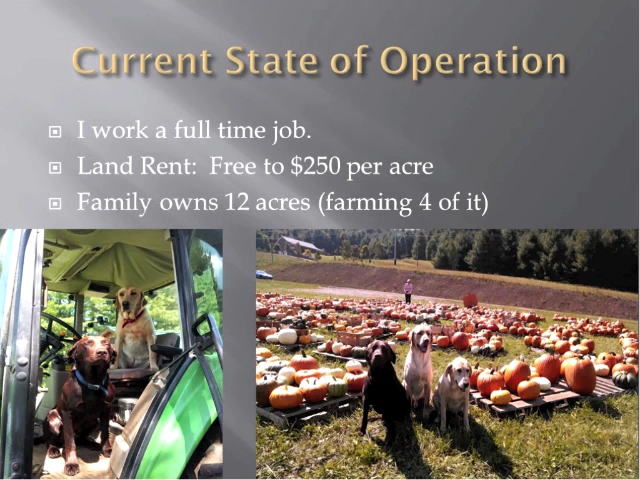 Current State of Operation
I work a full time job.
Land Rent:  Free to $250 per acre
Family owns 12 acres (farming 4 of it)